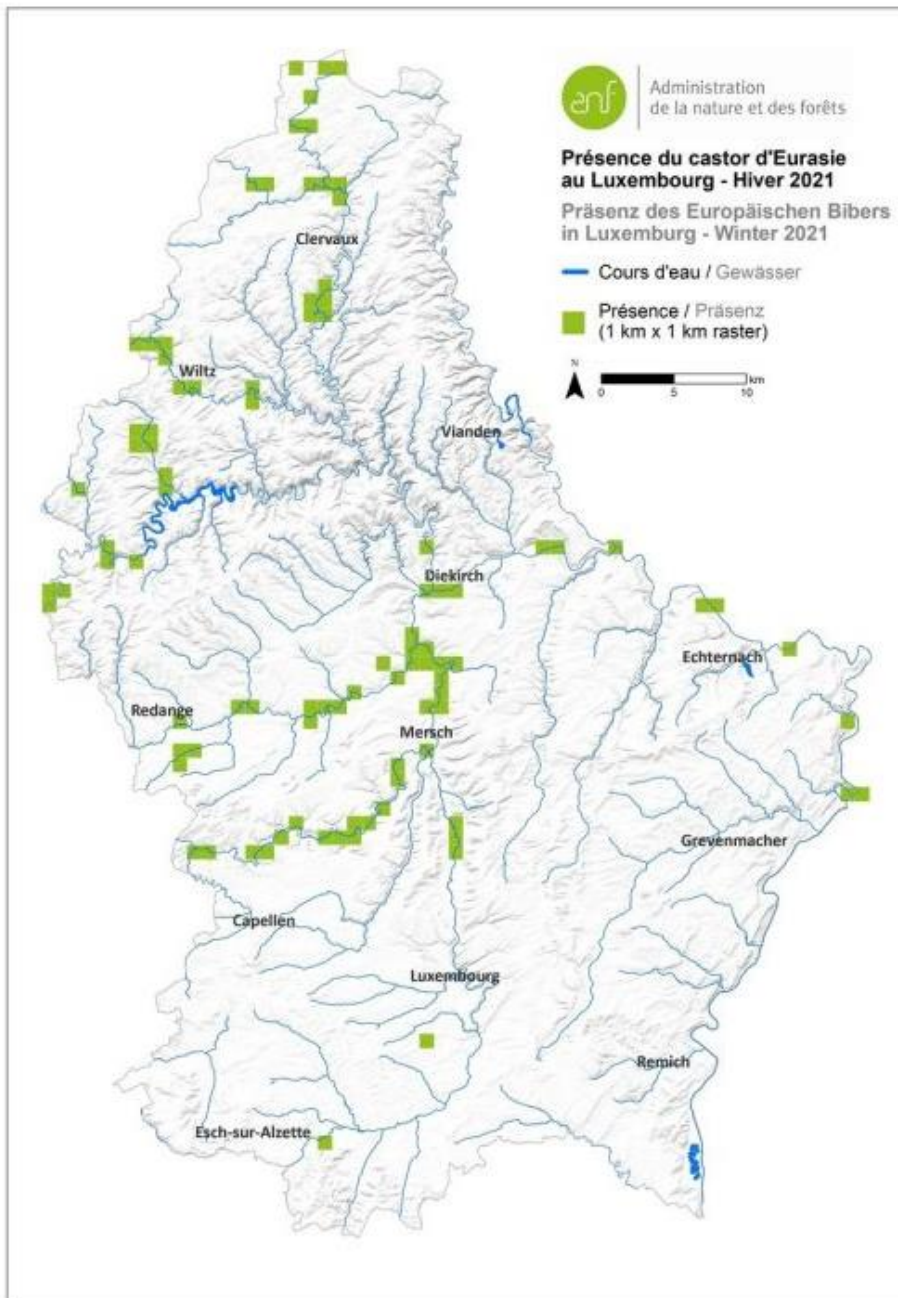 anf
Administration
de la nature et des forêts
Présence du castor d'Eurasie
au Luxembourg - Hiver 2021
Präsenz des Europäischen Bibers
in Luxemburg - Winter 2021
Cours d'eau / Gewässer
Présence / Präsenz
(1 km x 1 km raster)
N
km
0 5 10
Clervaux
Wiltz
Vianden
Diekirch
Echternach
Redange
Mersch
Grevenmacher
Capellen
Luxembourg
Remich
Esch-sur-Alzette